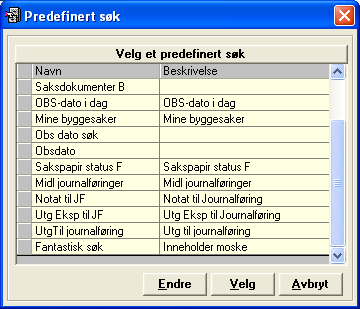 Predefinert søk
Velg et predefinert søk
Navn Beskrivelse
Saksdokumenter B
OBS-dato i dag OBS-dato i dag
Mine byggesaker Mine byggesaker
Obs dato søk
Obsdato
Sakspapir status F Sakspapir status F
Midl journalføringer Midl journalføringer
Notat til JF Notat til Journalføring
Utg Eksp til JF Utg Eksp til Journalføring
UtgTil journalføring Utg til journalføring
Fantastisk søk Inneholder moske
Endre Velg Avbryt